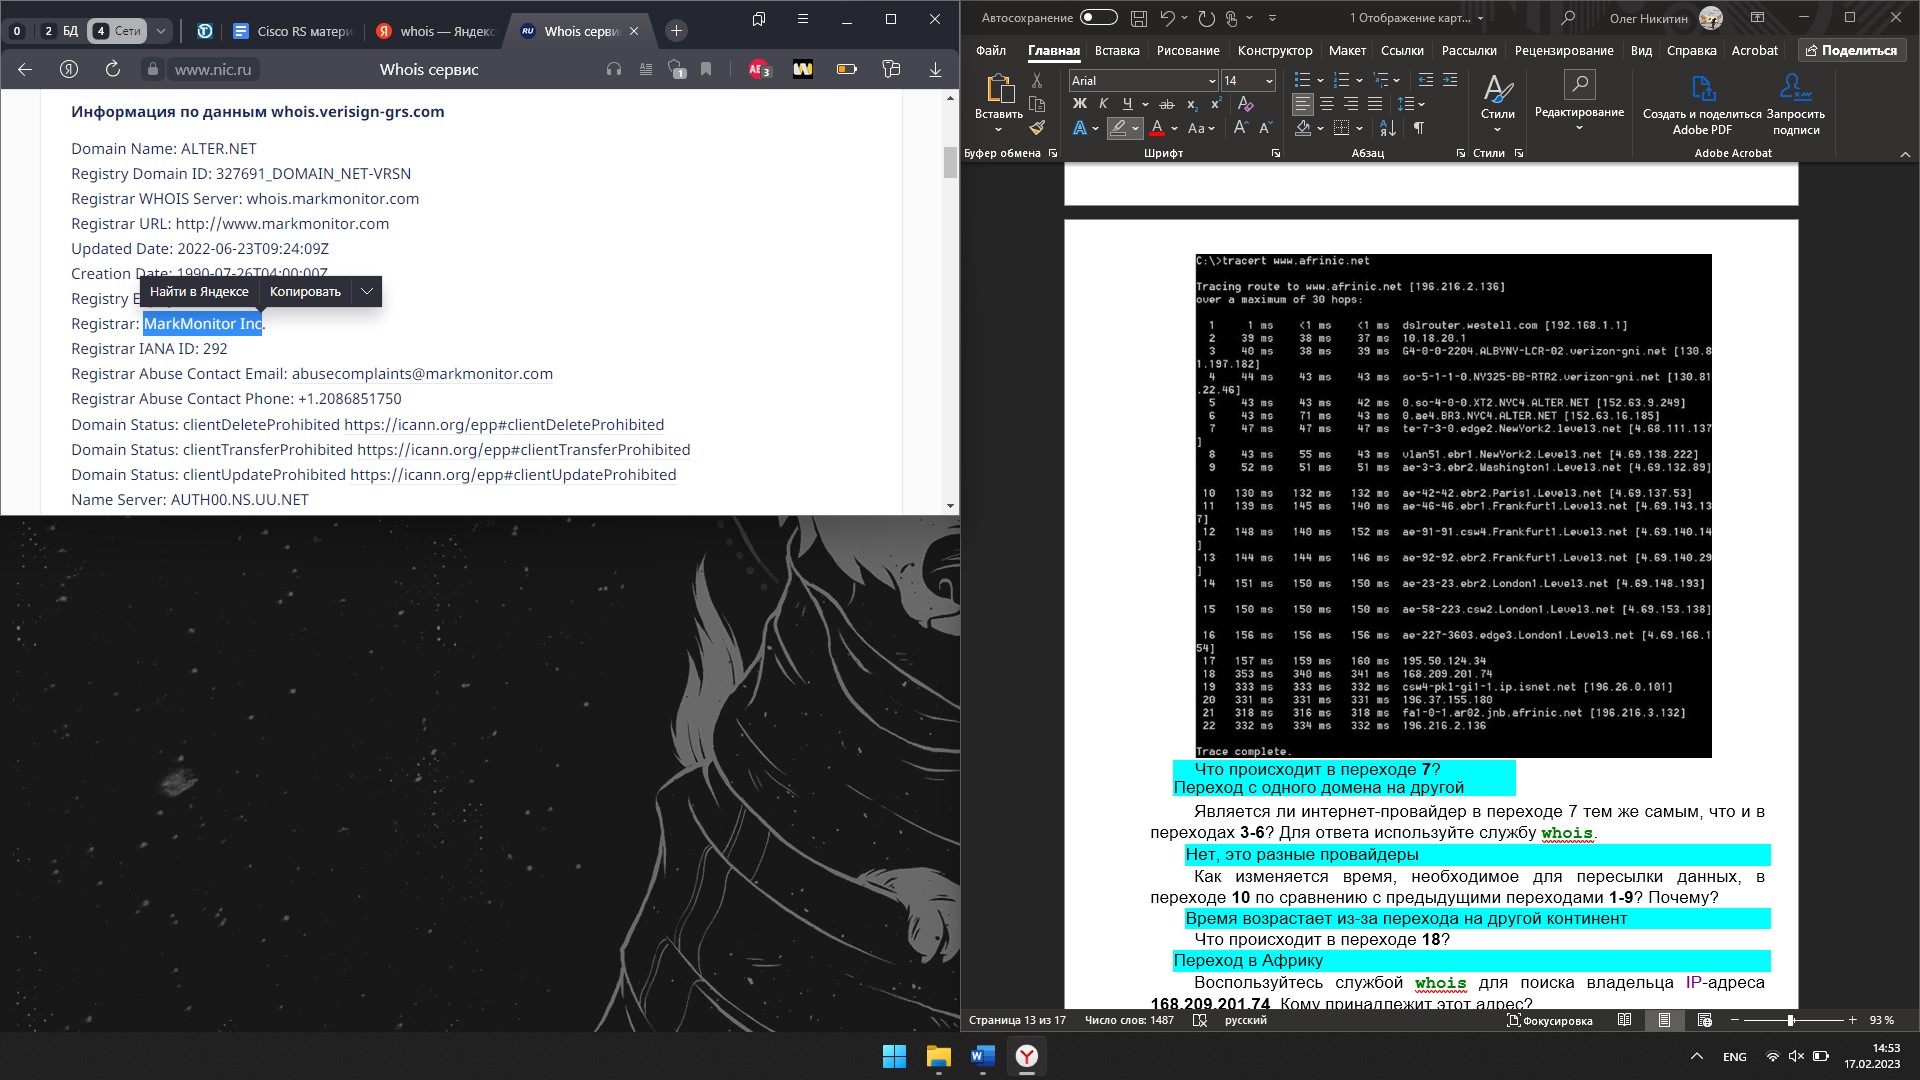 0
2 БД
4 Сети
Cisco RS матери
whois — Яндекс
Whois серви
www.nic.ru
Whois сервис
1
3
Информация по данным whois.verisign-grs.com
Domain Name: ALTER.NET
Registry Domain ID: 327691_DOMAIN_NET-VRSN
Registrar WHOIS Server: whois.markmonitor.com
Registrar URL: http://www.markmonitor.com
Updated Date: 2022-06-23T09:24:09Z
Creation Date: 1990-07-26T04:00:00Z
Registry E
Найти в Яндексе
Копировать
Registrar: MarkMonitor Inc.
Registrar IANA ID: 292
Registrar Abuse Contact Email: abusecomplaints@markmonitor.com
Registrar Abuse Contact Phone: +1.2086851750
Domain Status: clientDeleteProhibited https://icann.org/epp#clientDeleteProhibited
Domain Status: clientTransferProhibited https://icann.org/epp#clientTransferProhibited
Domain Status: clientUpdateProhibited https://icann.org/epp#clientUpdateProhibited
Name Server: AUTH00.NS.UU.NET
Автосохранение
1 Отображение карт...
Олег Никитин
Файл Главная Вставка Рисование Конструктор Макет Ссылки Рассылки Рецензирование Вид Справка Acrobat Поделиться
Вставить
Arial
14
Ж К Ч ab x₂ x²
Aa
Стили
Редактирование
Создать и поделиться Adobe PDF
Запросить подписи
Буфер обмена
Шрифт
Абзац
Стили
Adobe Acrobat
C:\>tracert www.afrinic.net
Tracing route to www.afrinic.net [196.216.2.136]
over a maximum of 30 hops:
1 1 ms <1 ms <1 ms dslrouter.westell.com [192.168.1.1]
2 39 ms 38 ms 37 ms 10.18.20.1
3 40 ms 38 ms 39 ms G4-0-0-2204.ALBYNY-LCR-02.verizon-gni.net [130.8
1.197.182]
4 44 ms 43 ms 43 ms so-5-1-1-0.NY325-BB-RTR2.verizon-gni.net [130.81
.22.46]
5 43 ms 43 ms 42 ms 0.so-4-0-0.XT2.NYC4.ALTER.NET [152.63.9.249]
6 43 ms 71 ms 43 ms 0.ae4.BR3.NYC4.ALTER.NET [152.63.16.185]
7 47 ms 47 ms 47 ms te-7-3-0.edge2.NewYork2.level3.net [4.68.111.137
]
8 43 ms 55 ms 43 ms vlan51.ebr1.NewYork2.Level3.net [4.69.138.222]
9 52 ms 51 ms 51 ms ae-3-3.ebr2.Washington1.Level3.net [4.69.132.89]
10 130 ms 132 ms 132 ms ae-42-42.ebr2.Paris1.Level3.net [4.69.137.53]
11 139 ms 145 ms 140 ms ae-46-46.ebr1.Frankfurt1.Level3.net [4.69.143.13
7]
12 148 ms 140 ms 152 ms ae-91-91.csw4.Frankfurt1.Level3.net [4.69.140.14
]
13 144 ms 144 ms 146 ms ae-92-92.ebr2.Frankfurt1.Level3.net [4.69.140.29
]
14 151 ms 150 ms 150 ms ae-23-23.ebr2.London1.Level3.net [4.69.148.193]
15 150 ms 150 ms 150 ms ae-58-223.csw2.London1.Level3.net [4.69.153.138]
16 156 ms 156 ms 156 ms ae-227-3603.edge3.London1.Level3.net [4.69.166.1
54]
17 157 ms 159 ms 160 ms 195.50.124.34
18 353 ms 340 ms 341 ms 168.209.201.74
19 333 ms 333 ms 332 ms csw4-pkl-gi1-1.ip.isnet.net [196.26.0.101]
20 331 ms 331 ms 331 ms 196.37.155.180
21 318 ms 316 ms 318 ms fa1-0-1.ar02.jnb.afrinic.net [196.216.3.132]
22 332 ms 334 ms 332 ms 196.216.2.136
Trace complete.
Что происходит в переходе 7?
Переход с одного домена на другой
Является ли интернет-провайдер в переходе 7 тем же самым, что и в
переходах 3-6? Для ответа используйте службу whois.
Нет, это разные провайдеры
Как изменяется время, необходимое для пересылки данных, в
переходе 10 по сравнению с предыдущими переходами 1-9? Почему?
Время возрастает из-за перехода на другой континент
Что происходит в переходе 18?
Переход в Африку
Воспользуйтесь службой whois для поиска владельца IP-адреса
168.209.201.74. Кому принадлежит этот адрес?
Страница 13 из 17
Число слов: 1487
русский
Фокусировка
93 %
ENG
14:53
17.02.2023